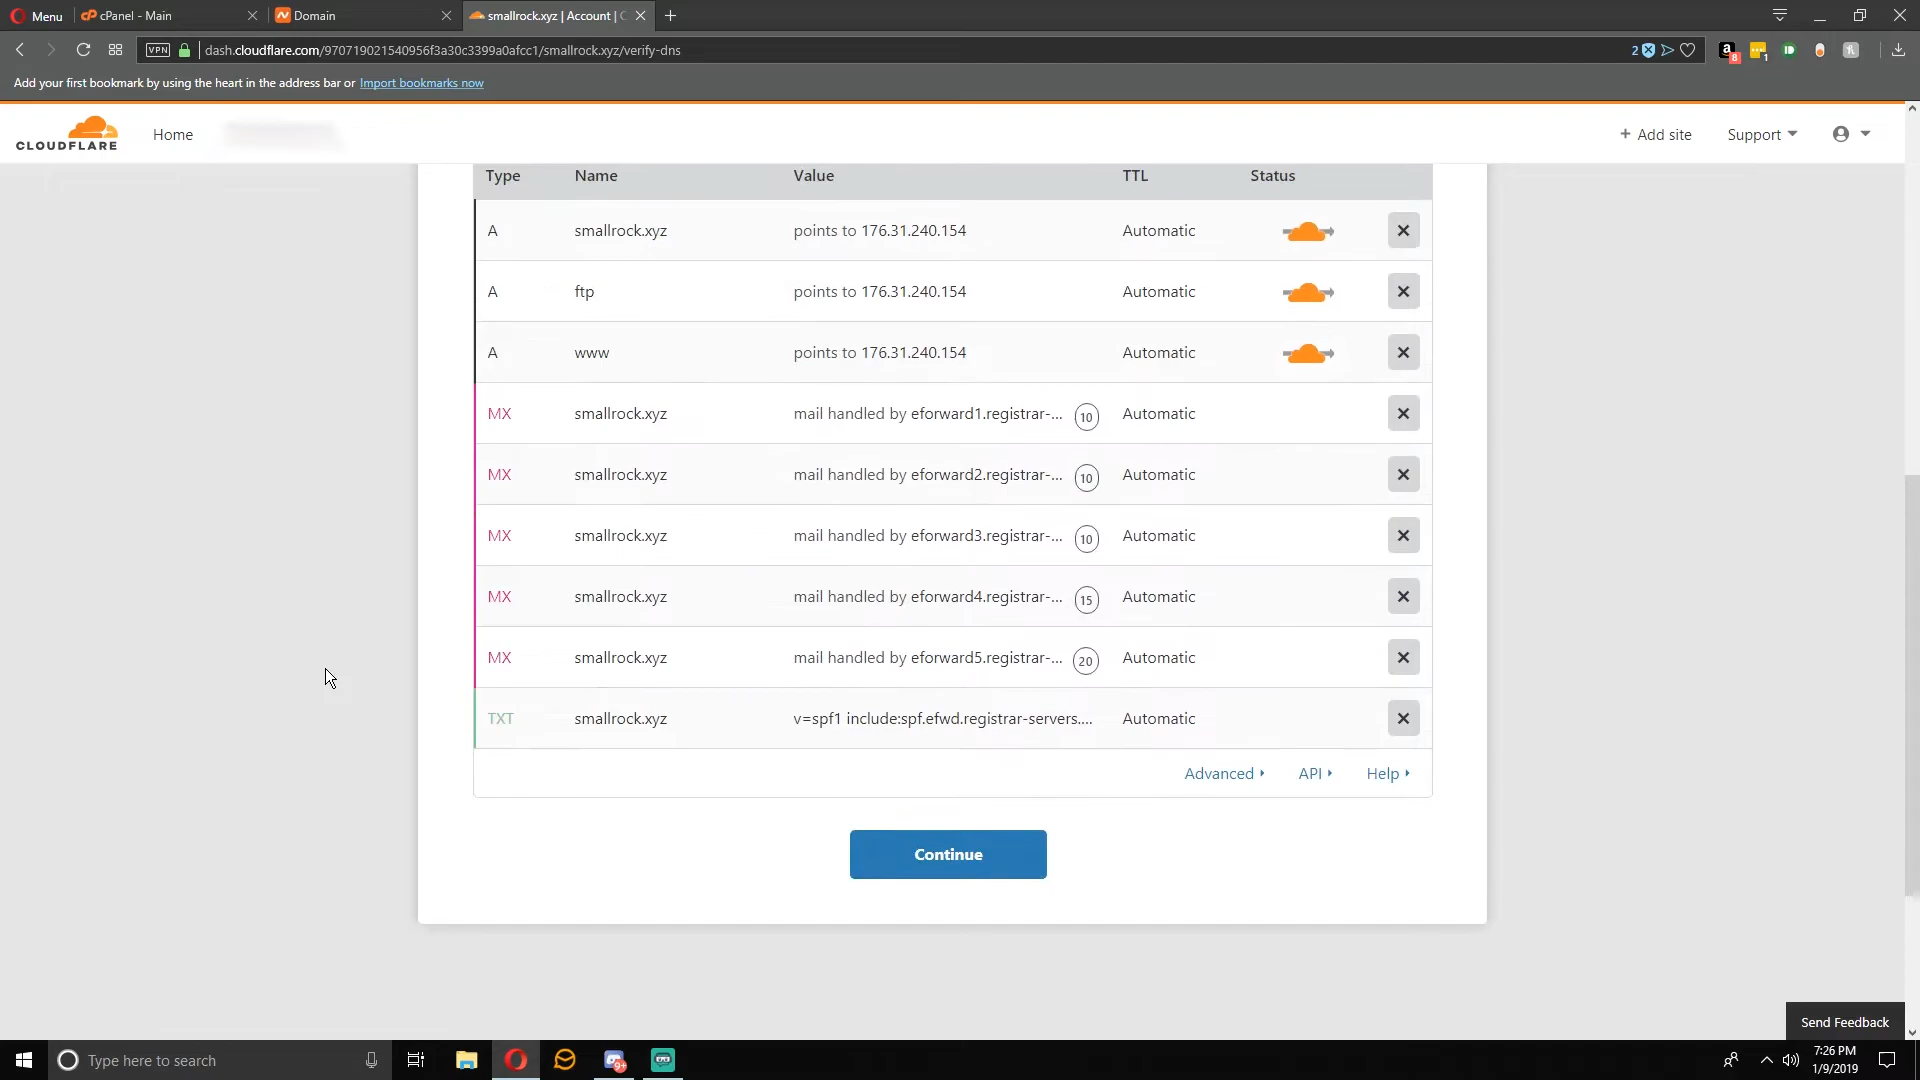 Menu cPanel - Main Domain smallrock.xyz | Account | C
VPN dash.cloudflare.com/970719021540956f3a30c3399a0afcc1/smallrock.xyz/verify-dns 2 a 8 1
Add your first bookmark by using the heart in the address bar or Import bookmarks now
CLOUDFLARE Home + Add site Support
Type Name Value TTL Status
A smallrock.xyz points to 176.31.240.154 Automatic
A ftp points to 176.31.240.154 Automatic
A www points to 176.31.240.154 Automatic
MX smallrock.xyz mail handled by eforward1.registrar-... 10 Automatic
MX smallrock.xyz mail handled by eforward2.registrar-... 10 Automatic
MX smallrock.xyz mail handled by eforward3.registrar-... 10 Automatic
MX smallrock.xyz mail handled by eforward4.registrar-... 15 Automatic
MX smallrock.xyz mail handled by eforward5.registrar-... 20 Automatic
TXT smallrock.xyz v=spf1 include:spf.efwd.registrar-servers.... Automatic
Advanced API Help
Continue
Send Feedback
Type here to search 9+ 7:26 PM
1/9/2019